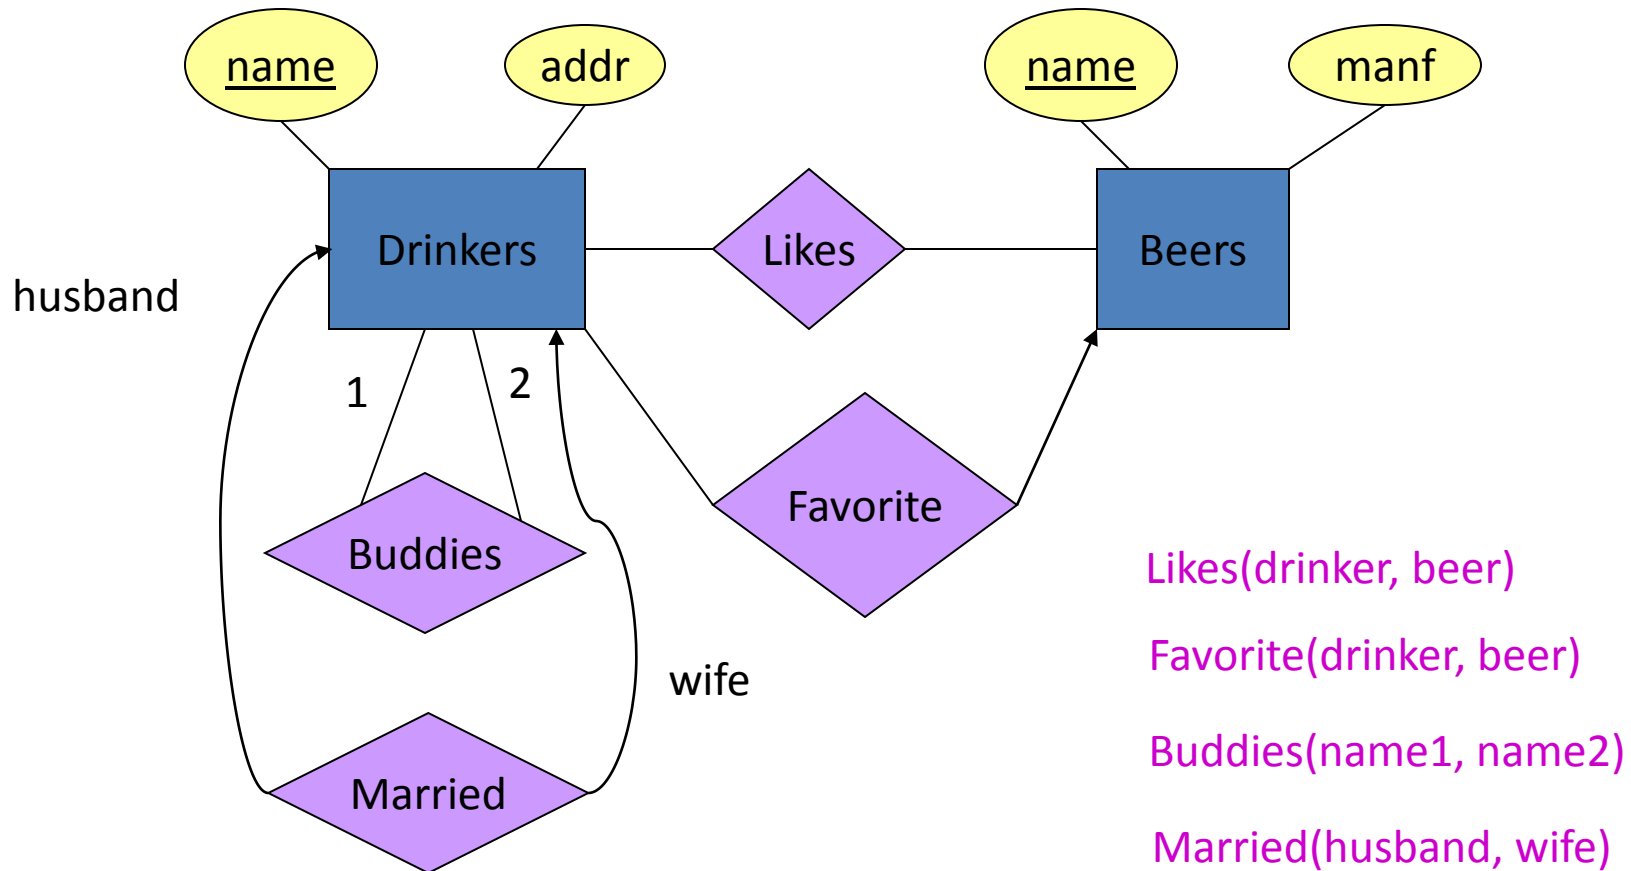 name
addr
name
manf
Drinkers
Likes
Beers
husband
1
2
Favorite
Buddies
Likes(drinker, beer)
Favorite(drinker, beer)
wife
Buddies(name1, name2)
Married
Married(husband, wife)